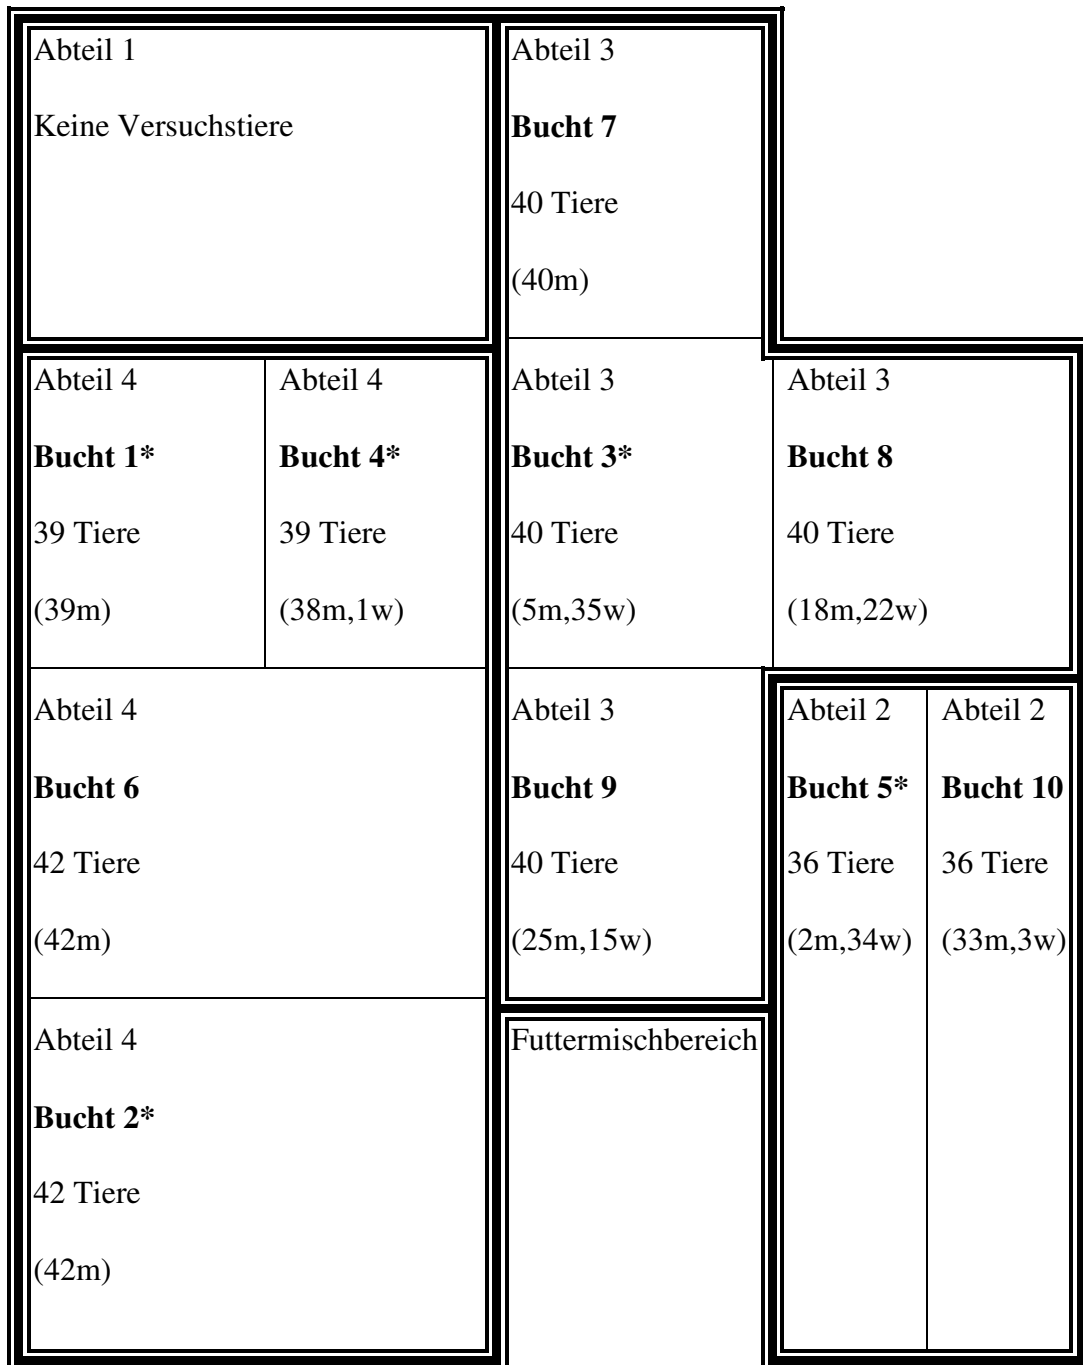 Abteil 1
Keine Versuchstiere
Abteil 3
Bucht 7
40 Tiere
(40m)
Abteil 4
Bucht 1*
39 Tiere
(39m)
Abteil 4
Bucht 4*
39 Tiere
(38m,1w)
Abteil 3
Bucht 3*
40 Tiere
(5m,35w)
Abteil 3
Bucht 8
40 Tiere
(18m,22w)
Abteil 4
Bucht 6
42 Tiere
(42m)
Abteil 3
Bucht 9
40 Tiere
(25m,15w)
Abteil 2
Bucht 5*
36 Tiere
(2m,34w)
Abteil 2
Bucht 10
36 Tiere
(33m,3w)
Abteil 4
Bucht 2*
42 Tiere
(42m)
Futtermischbereich